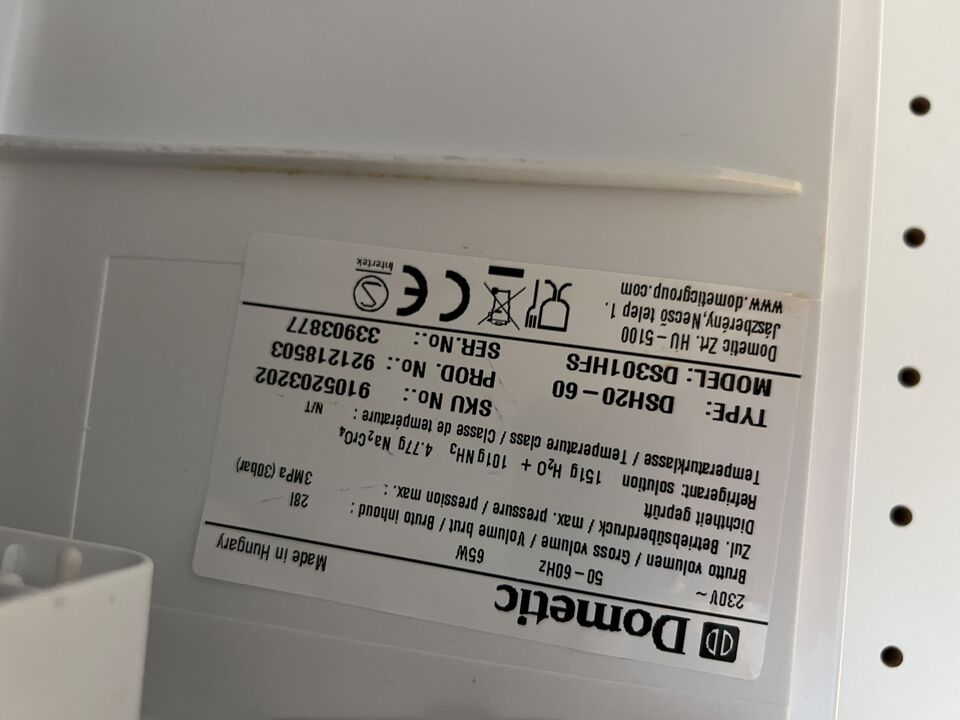 Dometic
Made in Hungary
230V ~ 50-60Hz 65W
Brutto volumen / Gross volume / Volume brut / Bruto inhoud : 28l
Zul. Betriebsüberdruck / max. pressure / pression max. : 3MPa (30bar)
Dichtheit geprüft
Refrigerant: solution 151g H₂O + 101g NH₃ 4.77g Na₂CrO₄
Temperaturklasse / Temperature class / Classe de température : N/T
TYPE: DSH20-60 SKU No.: 9105203202
MODEL: DS301HFS PROD. No.: 921218503
SER.No.: 33903877
Dometic Zrt. HU - 5100
Jászberény,Necső telep 1.
www.dometicgroup.com
CE
S
Intertek